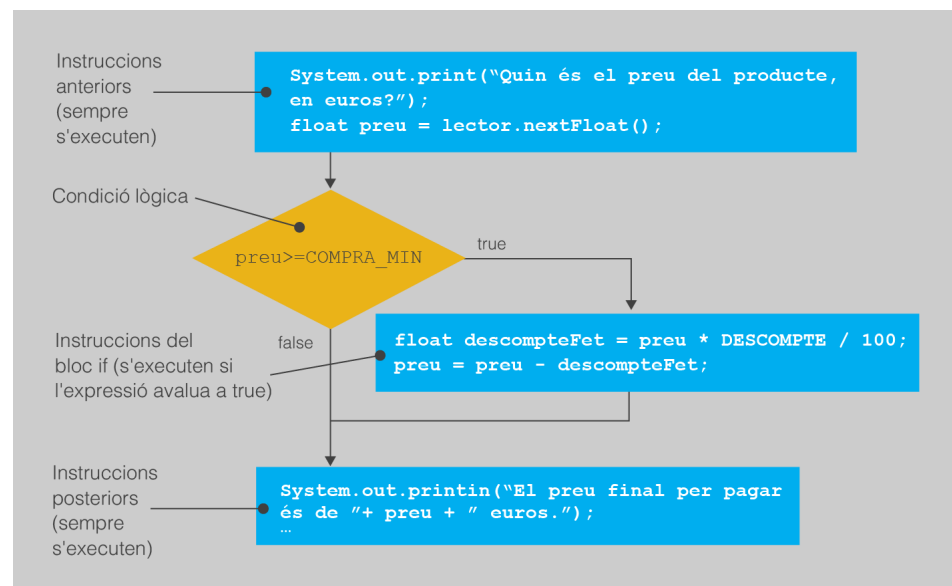 Instruccions
anteriors
(sempre
s'executen)
System.out.print(“Quin és el preu del producte,
en euros?”);
float preu = lector.nextFloat();
Condició lògica
preu>=COMPRA_MIN
true
false
Instruccions del
bloc if (s'executen si
l'expressió avalua a true)
float descompteFet = preu * DESCOMPTE / 100;
preu = preu - descompteFet;
Instruccions
posteriors
(sempre
s'executen)
System.out.printin(“El preu final per pagar
és de ”+ preu + ” euros.”);
…